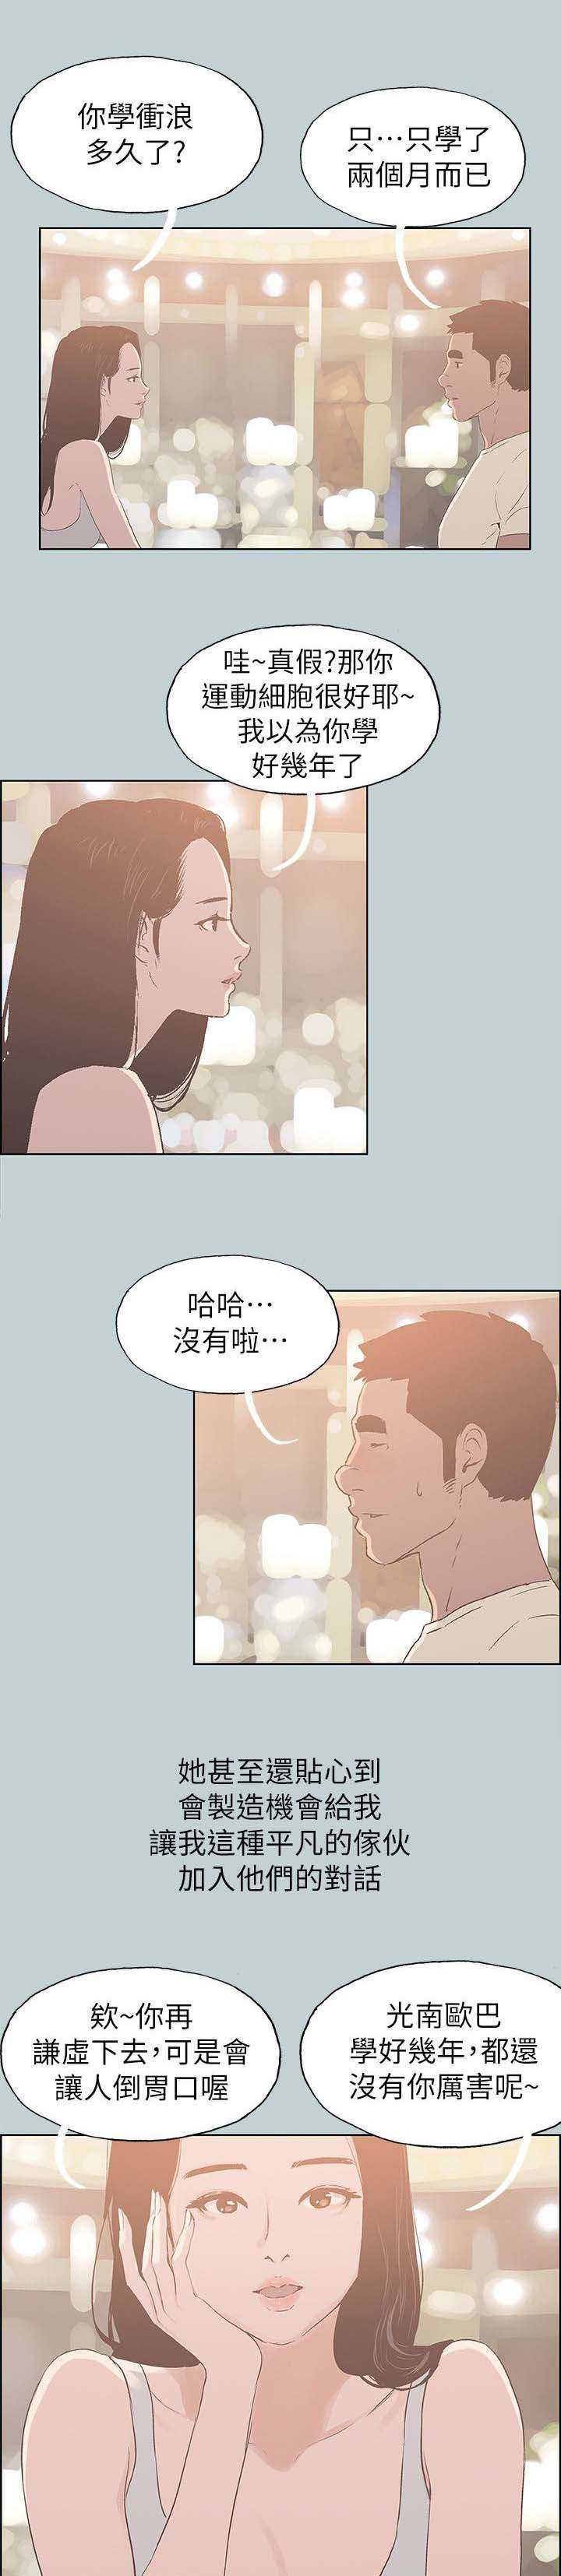 你學衝浪
多久了?
只⋯只學了
兩個月而已
哇~真假?那你
運動細胞很好耶~
我以為你學
好幾年了
哈哈⋯
沒有啦⋯
她甚至還貼心到
會製造機會給我
讓我這種平凡的傢伙
加入他們的對話
欸~你再
謙虛下去,可是會
讓人倒胃口喔
光南歐巴
學好幾年,都還
沒有你厲害呢~